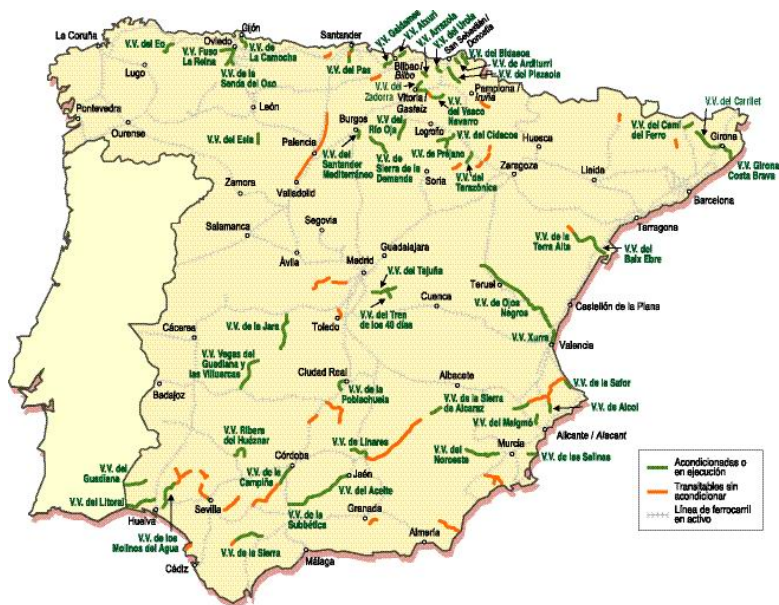 La Coruña
V.V. del Eo
Lugo
Pontevedra
Ourense
Oviedo
V.V. Fuso
La Reina
Gijón
V.V. de
La Camocha
V.V. de la
Senda del Oso
León
V.V. del Esla
Santander
V.V. del Pas
V.V. Galdames
V.V. Atxuri
V.V. Arrazola
V.V. del Urola
San Sebastián /
Donostia
V.V. del Bidasoa
V.V. de Arditurri
V.V. del Plazaola
Bilbao /
Bilbo
V.V. del
Zadorra
Vitoria /
Gasteiz
Pamplona /
Iruña
V.V. del
Vasco
Navarro
Burgos
V.V. del
Río Oja
Logroño
V.V. del Cidacos
V.V. de Préjano
V.V. del
Tarazonica
V.V. del
Santander
Mediterráneo
V.V. de
Sierra de la
Demanda
Soria
Palencia
Valladolid
Zamora
Huesca
Zaragoza
Lleida
V.V. del Camí
del Ferro
V.V. del Carrilet
Girona
V.V. Girona
Costa Brava
Barcelona
Tarragona
Salamanca
Segovia
Ávila
Guadalajara
Madrid
V.V. del Tajuña
V.V. del Tren
de los 40 días
Toledo
Cuenca
Teruel
V.V. de Ojos
Negros
V.V. de la
Terra Alta
V.V. del
Baix Ebre
Castellón de la Plana
V.V. Xurra
Valencia
Cáceres
V.V. de la Jara
V.V. Vegas del
Guadiana y
las Villuercas
Badajoz
Ciudad Real
V.V. de la
Poblachuela
Albacete
V.V. de la Sierra
de Alcaraz
V.V. de la Safor
V.V. de Alcoi
V.V. del Maigmó
Alicante / Alacant
Murcia
V.V. del
Noroeste
V.V. de las Salinas
V.V. Ribera
del Huéznar
Córdoba
V.V. de la
Campiña
V.V. de Linares
Jaén
V.V. del Aceite
V.V. de la
Subbética
Granada
Almería
V.V. del
Guadiana
V.V. del Litoral
Huelva
Sevilla
V.V. de los
Molinos del Agua
Cádiz
V.V. de la Sierra
Málaga
Acondicionadas o
en ejecución
Transitables sin
acondicionar
Línea de ferrocarril
en activo